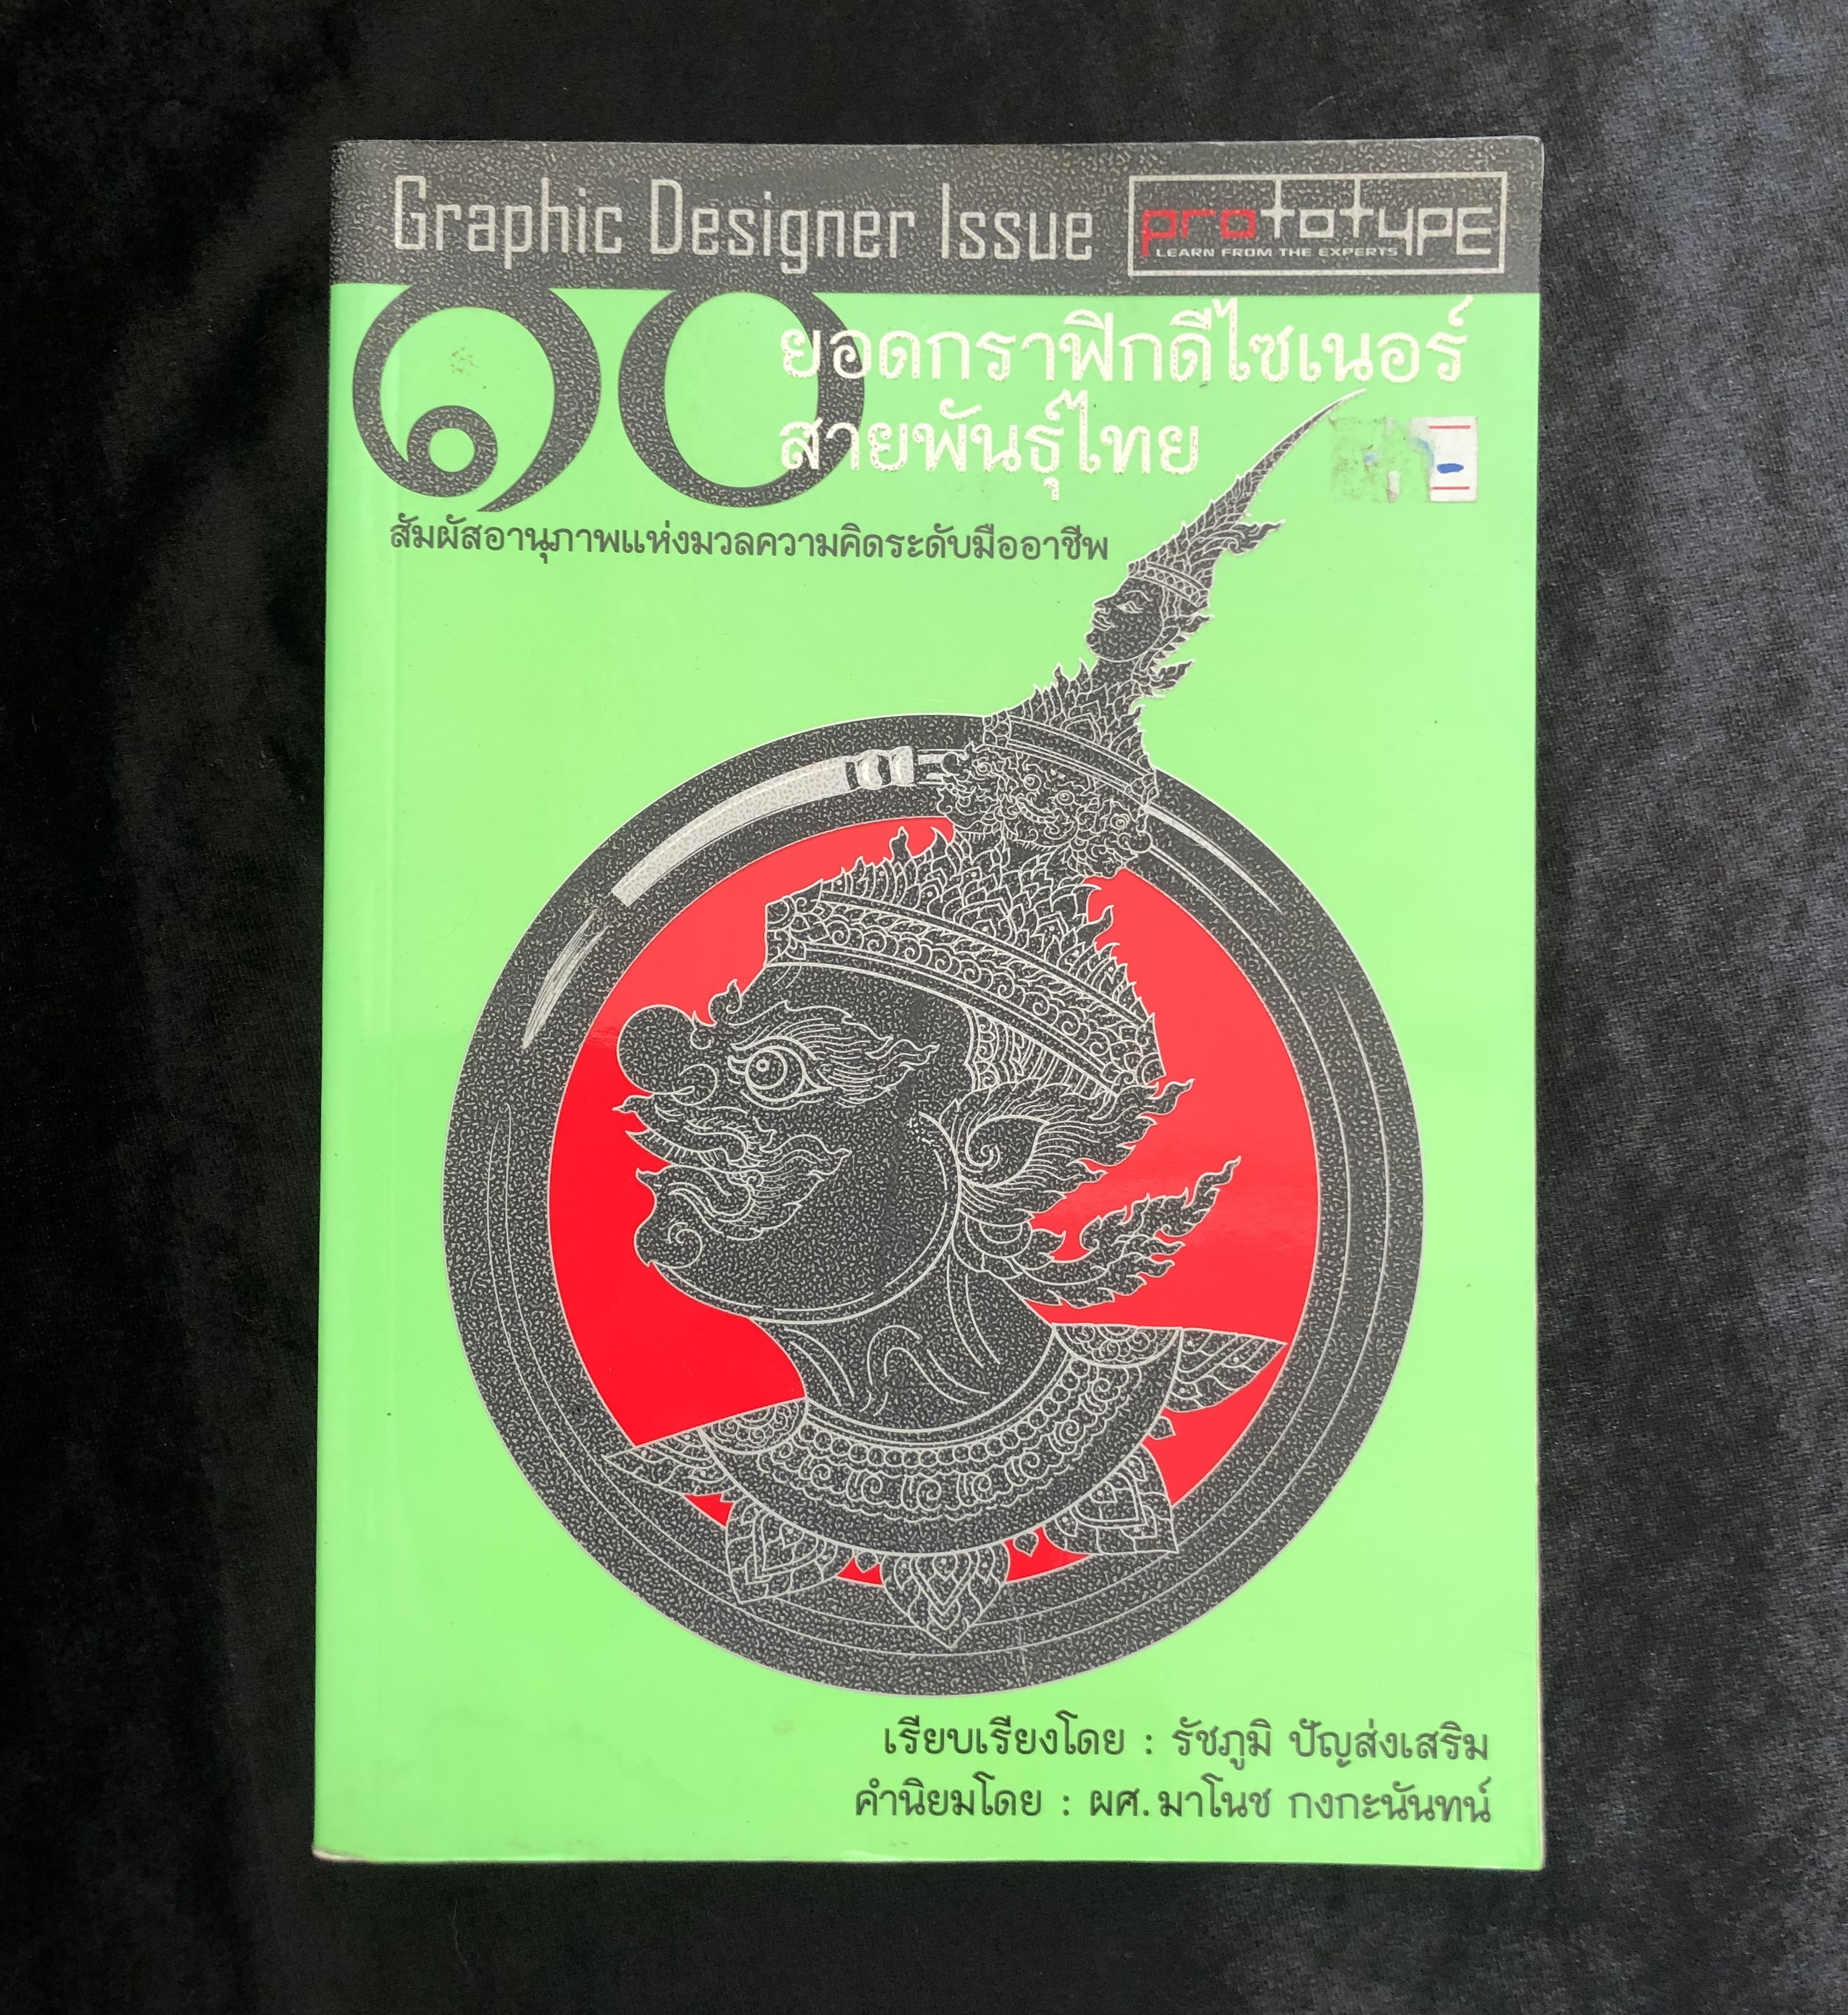 Graphic Designer Issue
prototype
LEARN FROM THE EXPERTS
๑๐
ยอดกราฟิกดีไซเนอร์
สายพันธุ์ไทย
สัมผัสอานุภาพแห่งมวลความคิดระดับมืออาชีพ
เรียบเรียงโดย : รัชภูมิ ปัญส่งเสริม
คำนิยมโดย : ผศ. มาโนช กงกะนันทน์